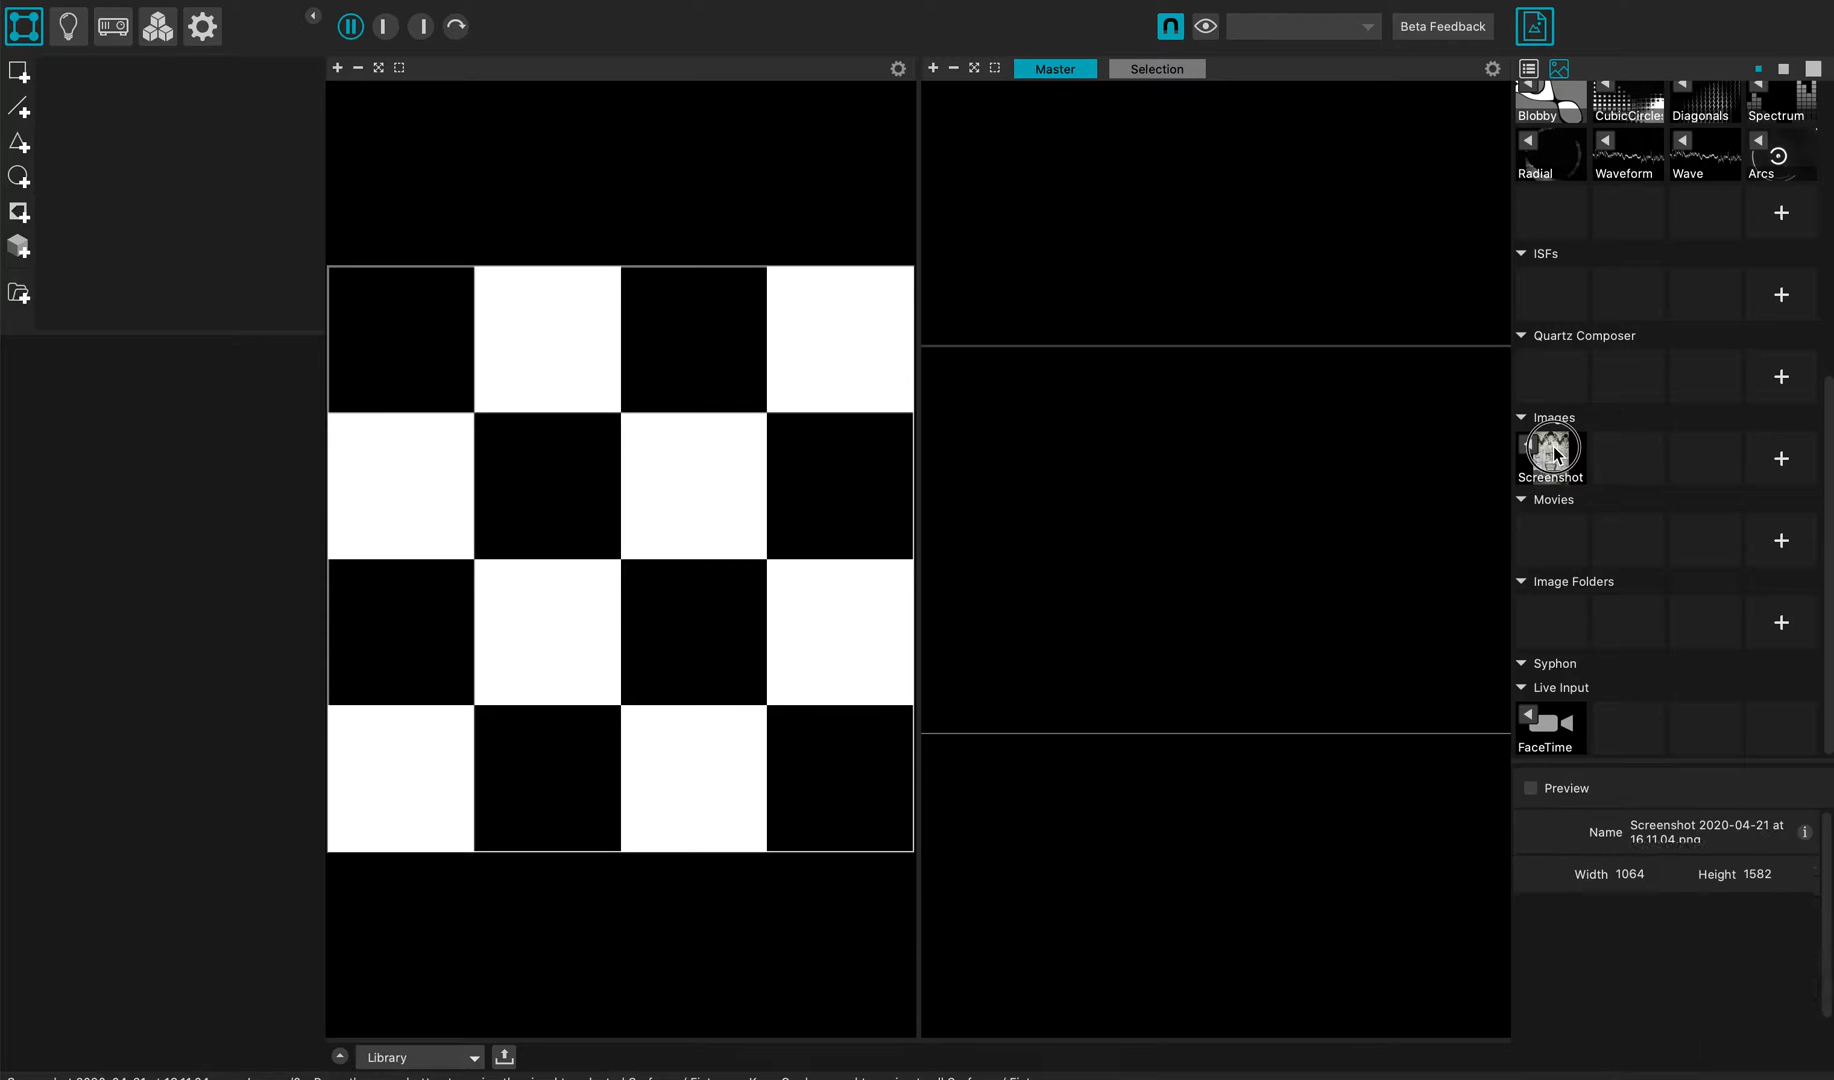 Beta Feedback
Master
Selection
Blobby
CubicCircle
Diagonals
Spectrum
Radial
Waveform
Wave
Arcs
ISFs
Quartz Composer
Images
Screenshot
Movies
Image Folders
Syphon
Live Input
FaceTime
Preview
Name
Screenshot 2020-04-21 at
16.11.04.png
Width 1064
Height 1582
Library